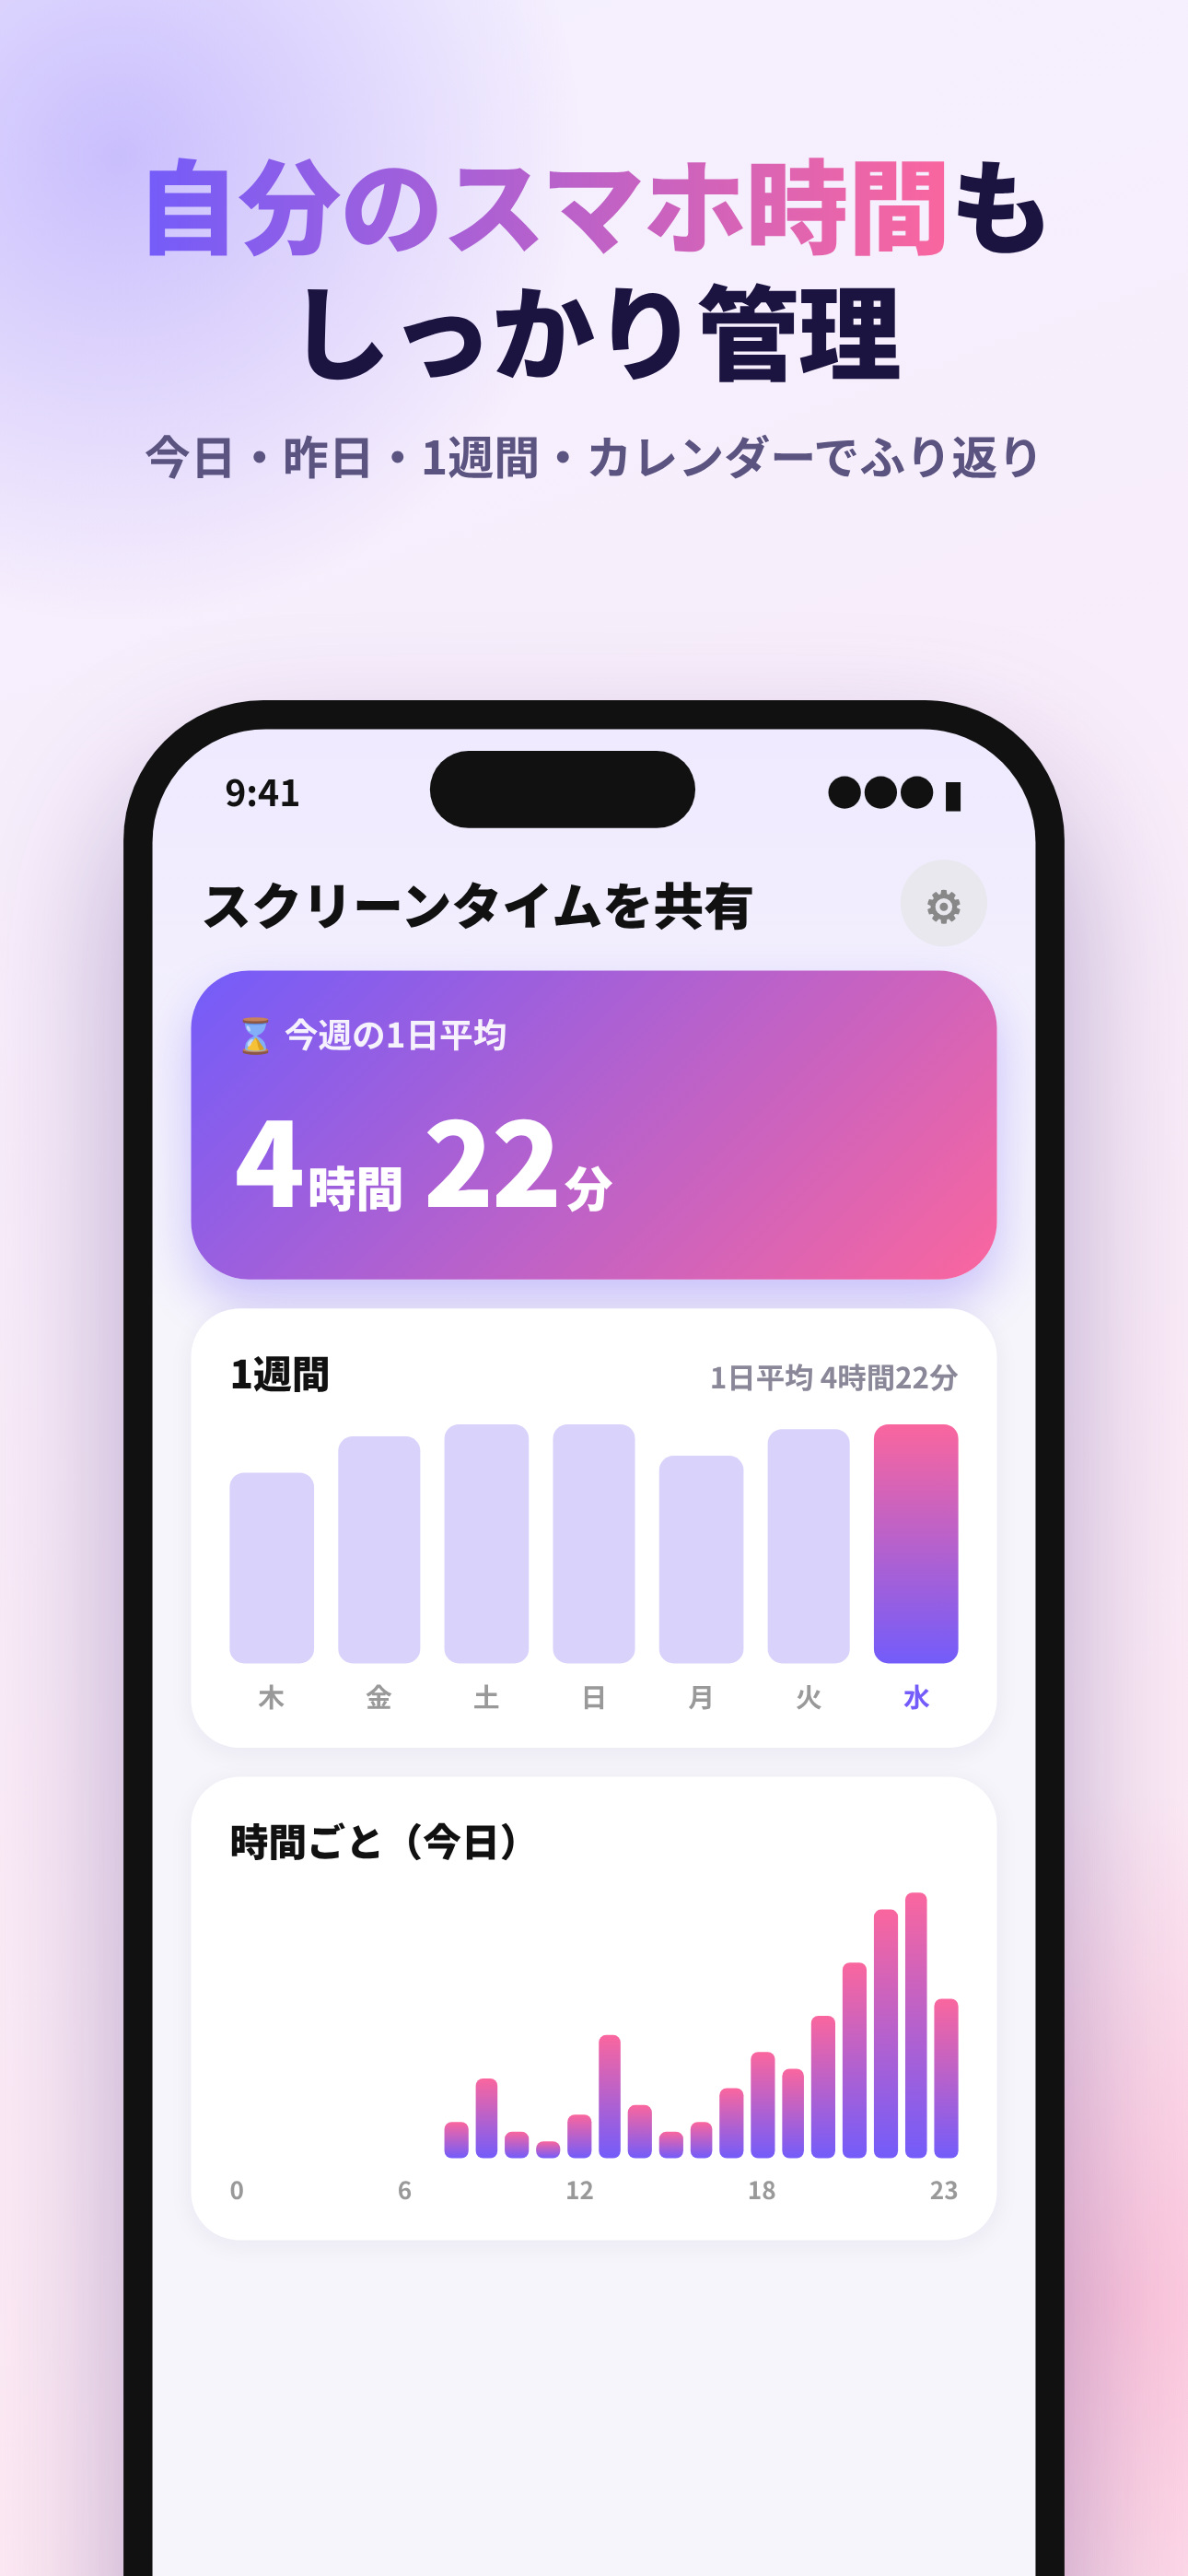 自分のスマホ時間も
しっかり管理
今日・昨日・1週間・カレンダーでふり返り
9:41
スクリーンタイムを共有
今週の1日平均
4時間 22分
1週間
1日平均 4時間22分
木 金 土 日 月 火 水
時間ごと（今日）
0 6 12 18 23